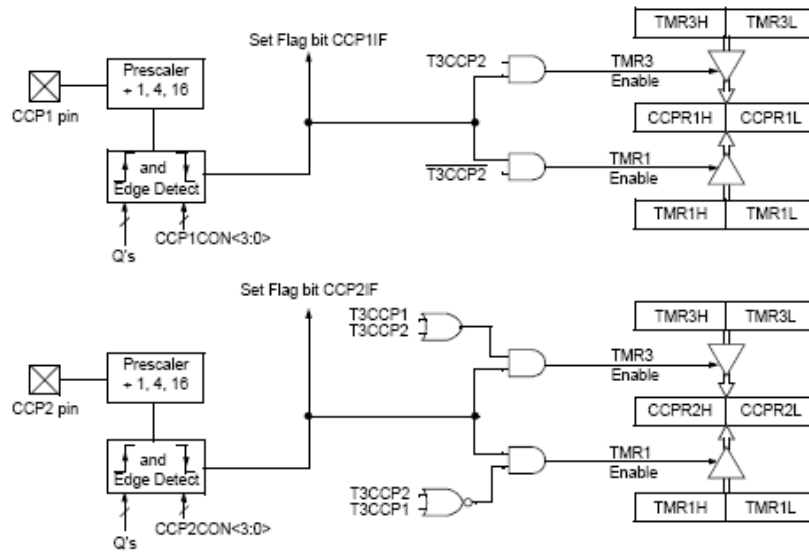 TMR3H TMR3L
Set Flag bit CCP1IF
T3CCP2
TMR3
Enable
Prescaler
÷ 1, 4, 16
CCP1 pin
CCPR1H CCPR1L
and
Edge Detect
T3CCP2
TMR1
Enable
TMR1H TMR1L
CCP1CON<3:0>
Q's
Set Flag bit CCP2IF
T3CCP1
T3CCP2
TMR3H TMR3L
TMR3
Enable
Prescaler
÷ 1, 4, 16
CCP2 pin
CCPR2H CCPR2L
and
Edge Detect
TMR1
Enable
T3CCP2
T3CCP1
TMR1H TMR1L
CCP2CON<3:0>
Q's